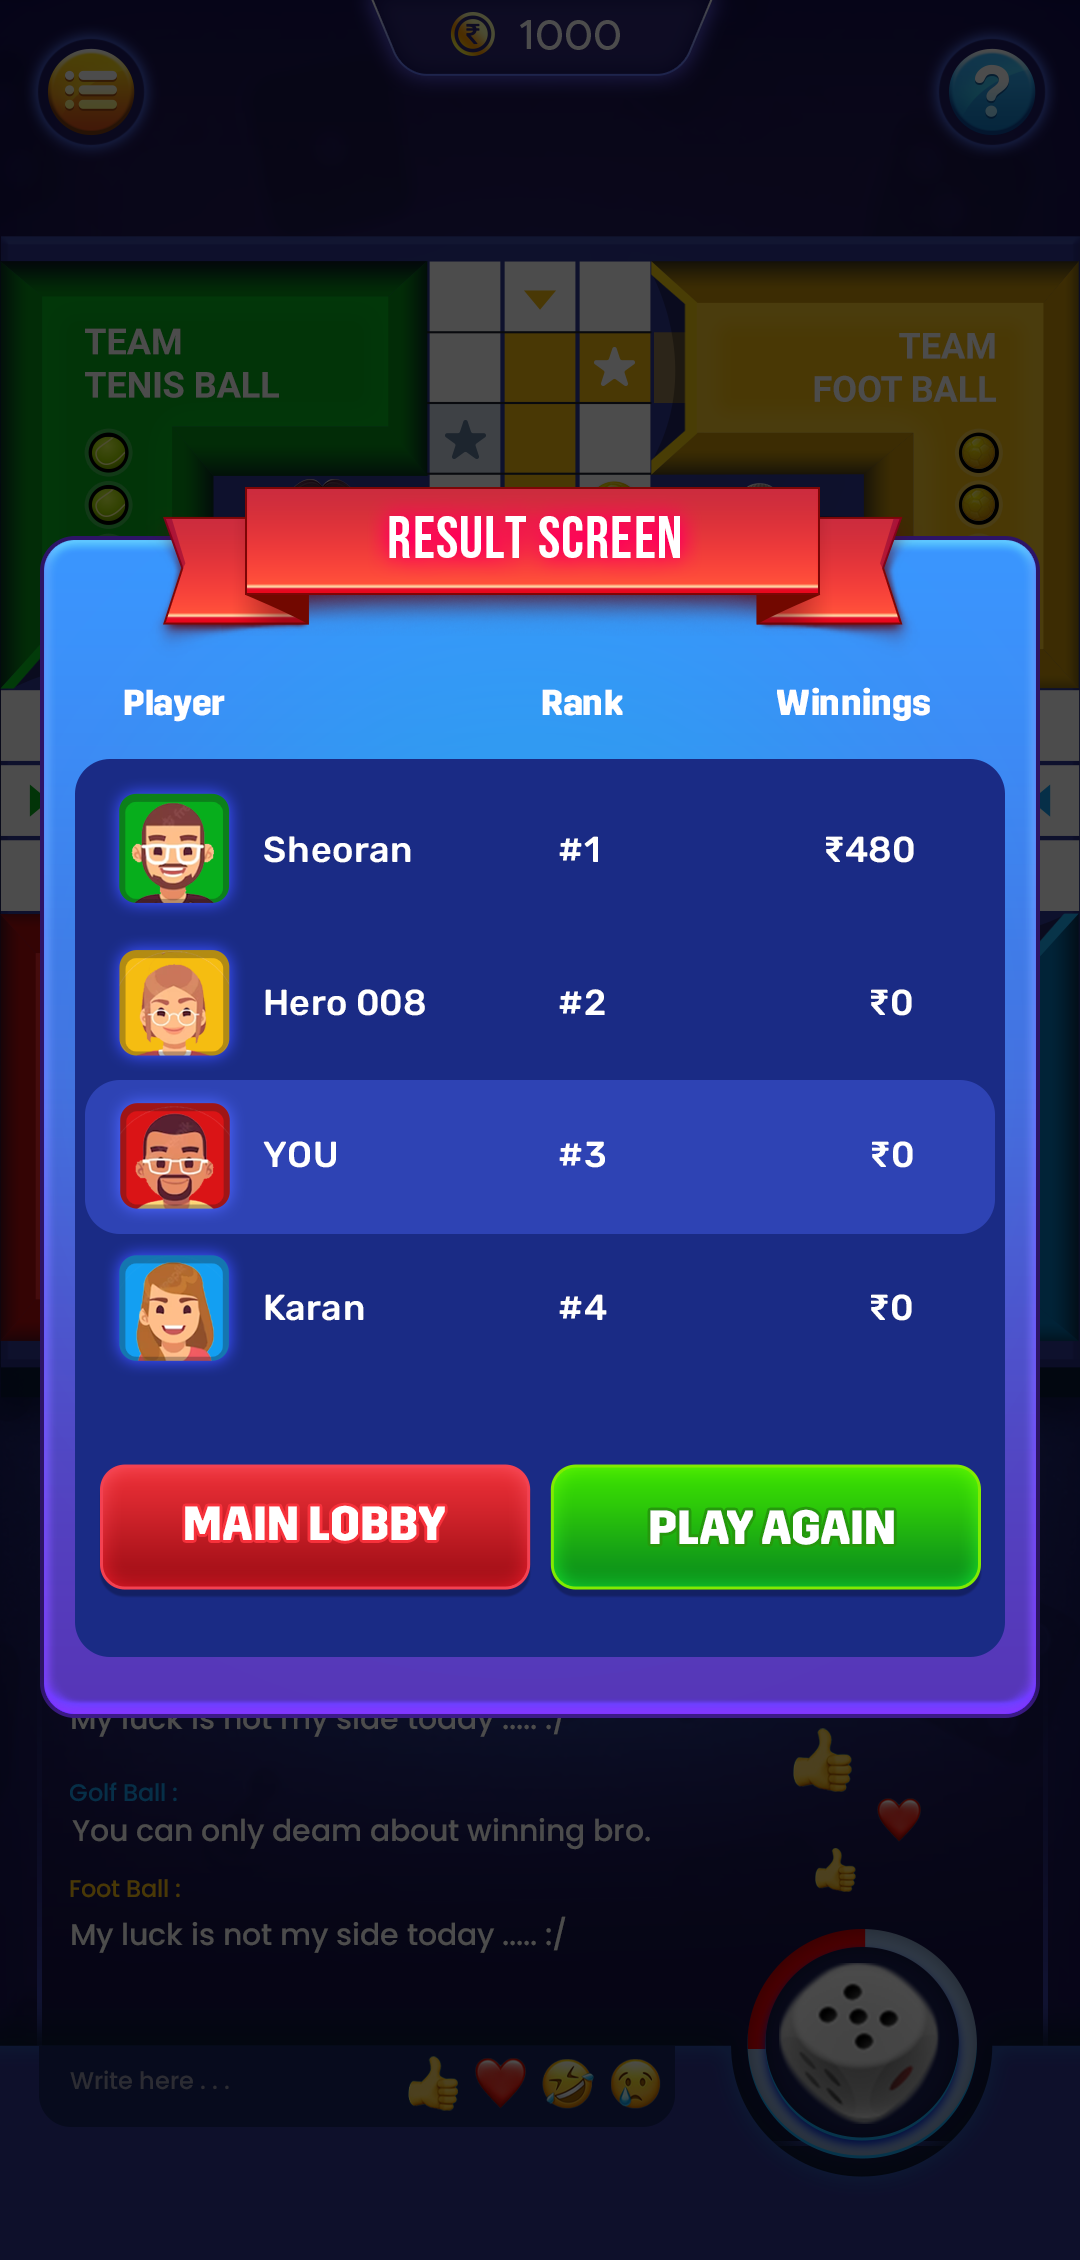 ₹ 1000
?
TEAM
TENIS BALL
TEAM
FOOT BALL
RESULT SCREEN
Player Rank Winnings
Sheoran #1 ₹480
Hero 008 #2 ₹0
YOU #3 ₹0
Karan #4 ₹0
MAIN LOBBY PLAY AGAIN
My luck is not my side today ..... :/
Golf Ball :
You can only deam about winning bro.
Foot Ball :
My luck is not my side today ..... :/
Write here . . .